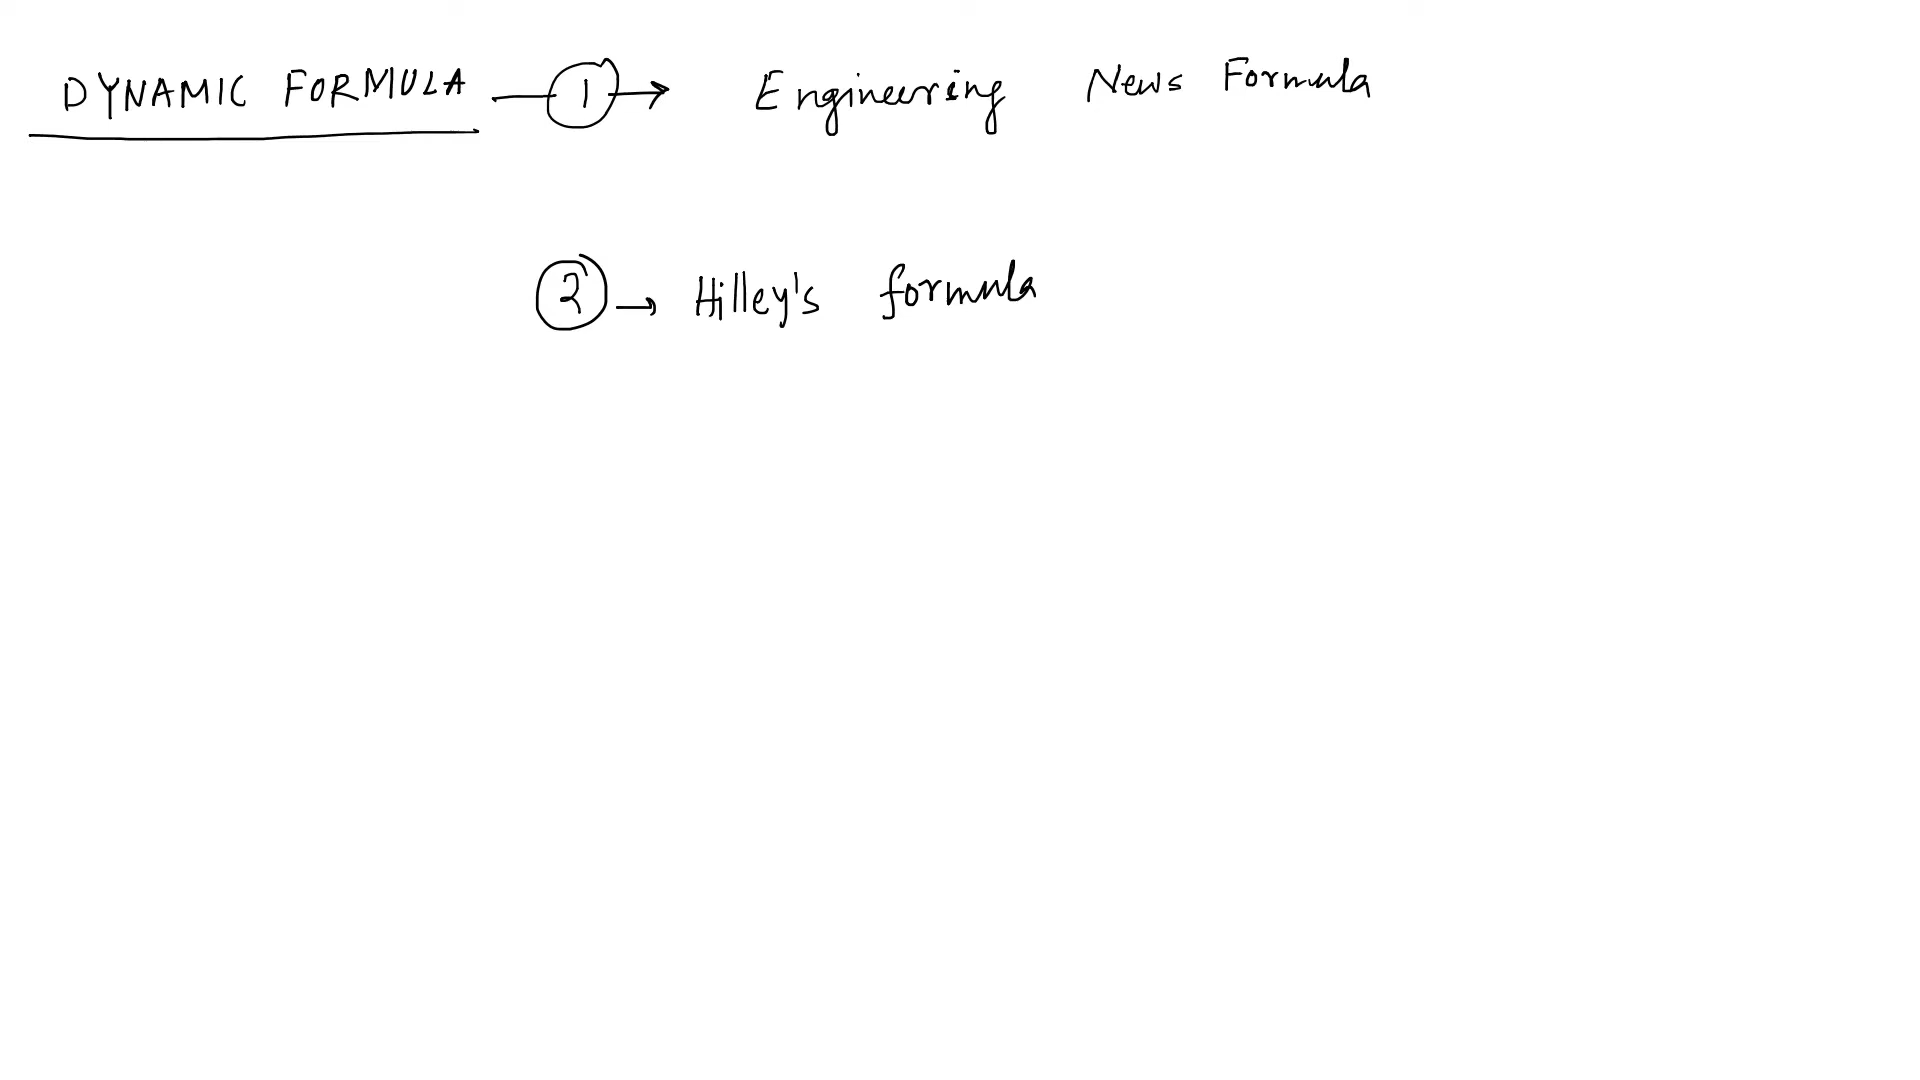 DYNAMIC FORMULA — 1 → Engineering News Formula
2 → Hilley's formula